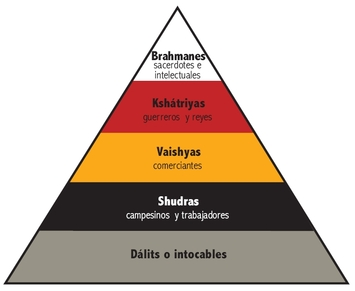 Brahmanes
sacerdotes e
intelectuales
Kshátriyas
guerreros y reyes
Vaishyas
comerciantes
Shudras
campesinos y trabajadores
Dálits o intocables